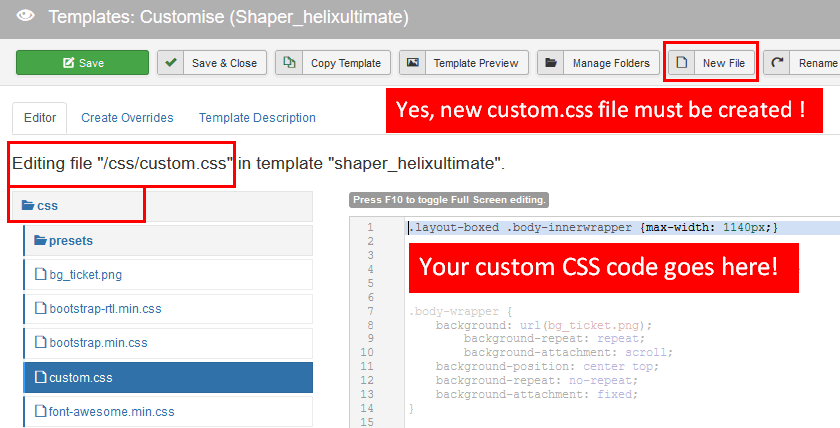 Templates: Customise (Shaper_helixultimate)
Save
Save & Close
Copy Template
Template Preview
Manage Folders
New File
Rename
Editor
Create Overrides
Template Description
Yes, new custom.css file must be created !
Editing file "/css/custom.css" in template "shaper_helixultimate".
css
presets
bg_ticket.png
bootstrap-rtl.min.css
bootstrap.min.css
custom.css
font-awesome.min.css
Press F10 to toggle Full Screen editing.
1 .layout-boxed .body-innerwrapper {max-width: 1140px;}
2
3
Your custom CSS code goes here!
4
5
6
7 .body-wrapper {
8 background: url(bg_ticket.png);
9 background-repeat: repeat;
10 background-attachment: scroll;
11 background-position: center top;
12 background-repeat: no-repeat;
13 background-attachment: fixed;
14 }
15